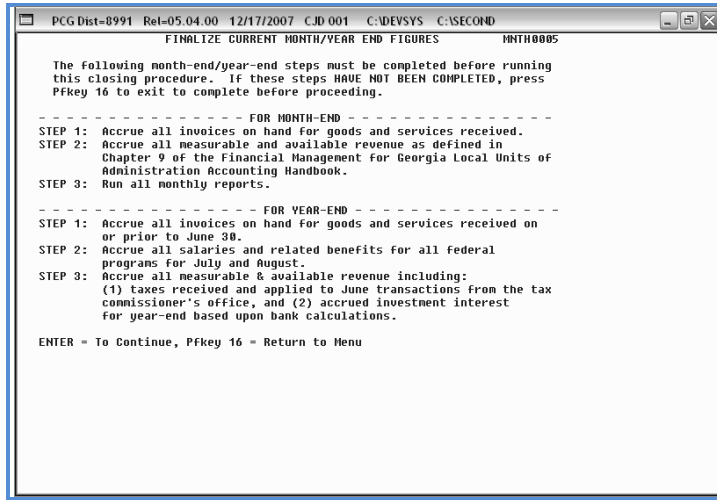 PCG Dist=8991 Rel=05.04.00 12/17/2007 CJD 001 C:\DEVSYS C:\SECOND
FINALIZE CURRENT MONTH/YEAR END FIGURES MNTH0005
The following month-end/year-end steps must be completed before running
this closing procedure. If these steps HAVE NOT BEEN COMPLETED, press
Pfkey 16 to exit to complete before proceeding.
- - - - - - - - - - - - - - - - FOR MONTH-END - - - - - - - - - - - - - - - -
STEP 1: Accrue all invoices on hand for goods and services received.
STEP 2: Accrue all measurable and available revenue as defined in
Chapter 9 of the Financial Management for Georgia Local Units of
Administration Accounting Handbook.
STEP 3: Run all monthly reports.
- - - - - - - - - - - - - - - - - FOR YEAR-END - - - - - - - - - - - - - - - -
STEP 1: Accrue all invoices on hand for goods and services received on
or prior to June 30.
STEP 2: Accrue all salaries and related benefits for all federal
programs for July and August.
STEP 3: Accrue all measurable & available revenue including:
(1) taxes received and applied to June transactions from the tax
commissioner's office, and (2) accrued investment interest
for year-end based upon bank calculations.
ENTER = To Continue, Pfkey 16 = Return to Menu